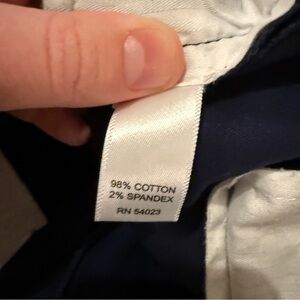 98% COTTON
2% SPANDEX
RN 54023